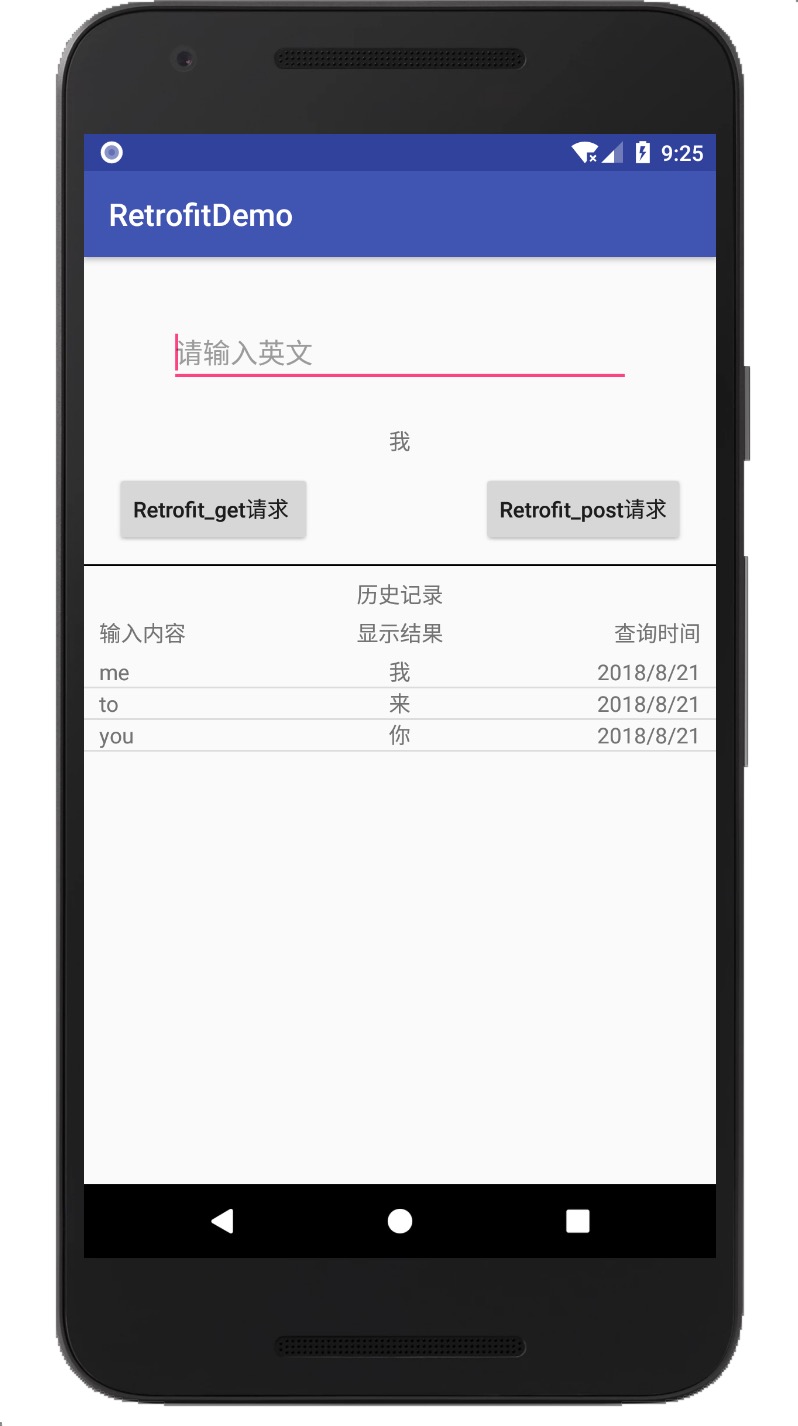 9:25
RetrofitDemo
请输入英文
我
Retrofit_get请求 Retrofit_post请求
历史记录
输入内容 显示结果 查询时间
me 我 2018/8/21
to 来 2018/8/21
you 你 2018/8/21